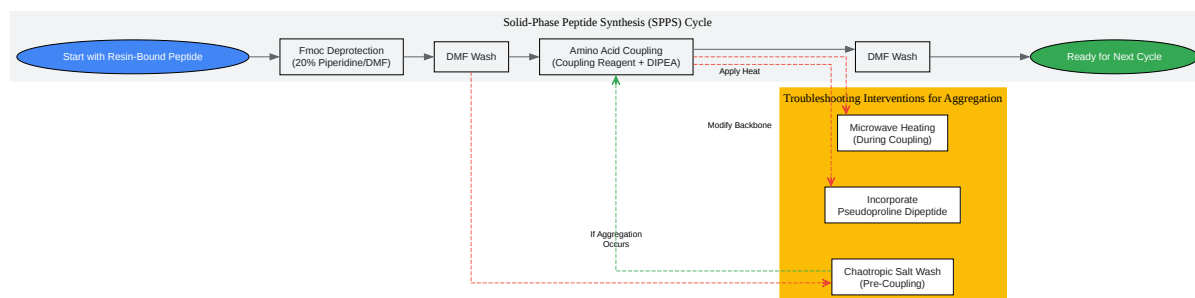 Solid-Phase Peptide Synthesis (SPPS) Cycle
Start with Resin-Bound Peptide
Fmoc Deprotection
(20% Piperidine/DMF)
DMF Wash
Amino Acid Coupling
(Coupling Reagent + DIPEA)
DMF Wash
Ready for Next Cycle
Apply Heat
Troubleshooting Interventions for Aggregation
Modify Backbone
Microwave Heating
(During Coupling)
Incorporate
Pseudoproline Dipeptide
If Aggregation
Occurs
Chaotropic Salt Wash
(Pre-Coupling)